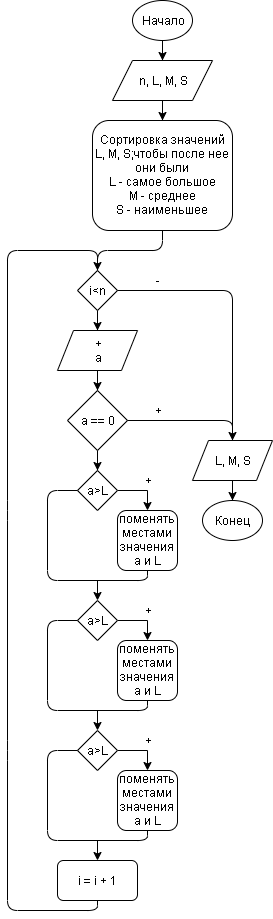 Начало
n, L, M, S
Сортировка значений
L, M, S;чтобы после нее
они были
L - самое большое
M - среднее
S - наименьшее
i<n
-
+
a
a == 0
+
L, M, S
a>L
+
Конец
поменять
местами
значения
a и L
a>L
+
поменять
местами
значения
a и L
a>L
+
поменять
местами
значения
a и L
i = i + 1